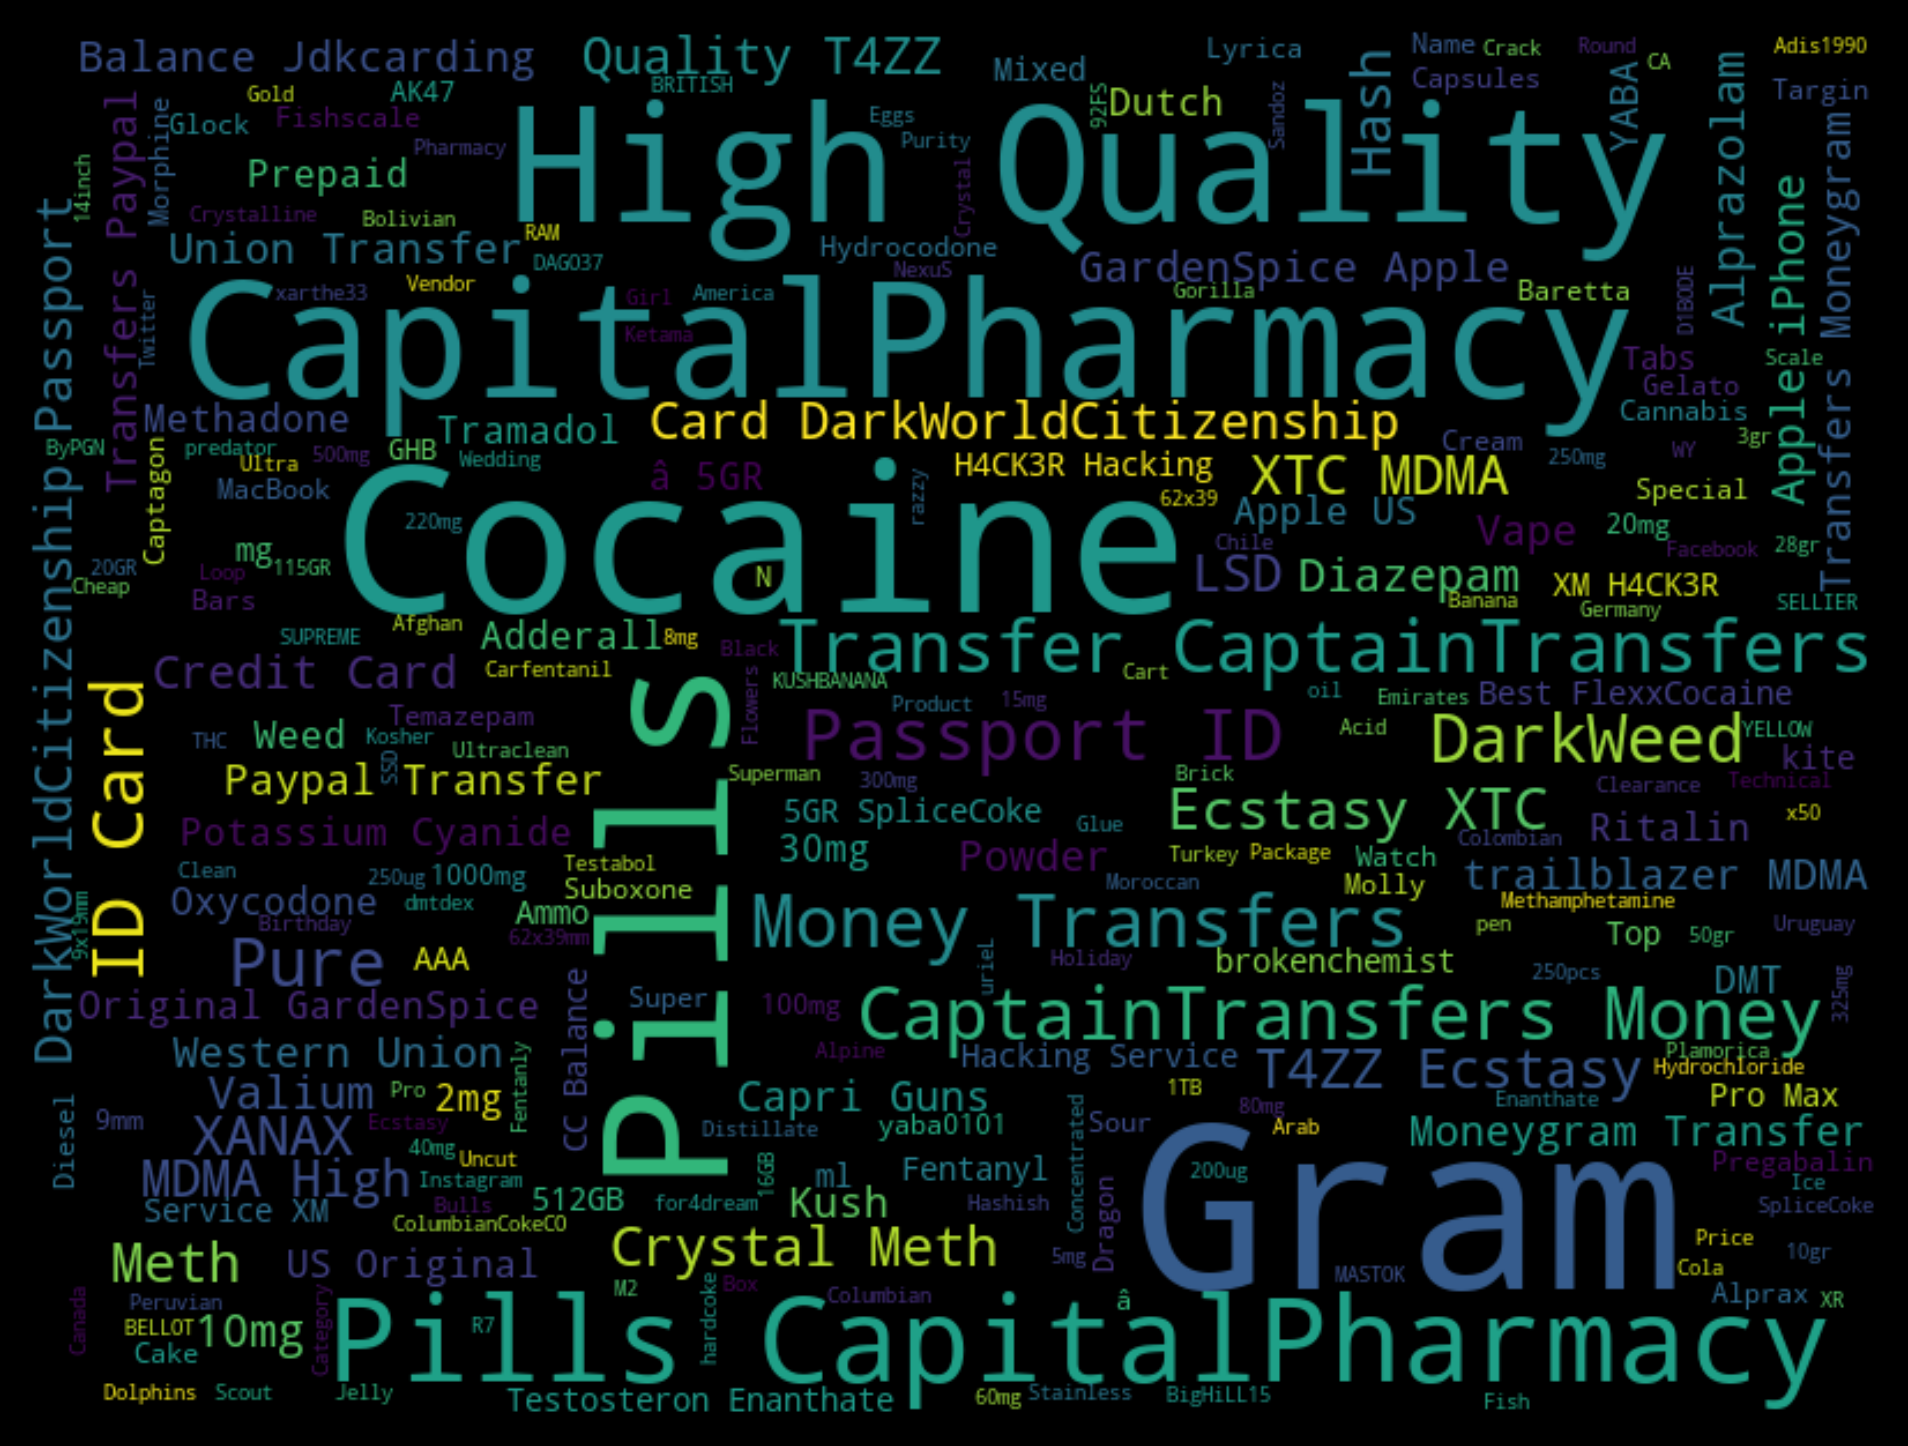 Balance Jdkcarding
Quality T4ZZ
Mixed
Lyrica
Name
Crack
Round
CA
Adis1990
Gold
AK47
BRITISH
Hash
Capsules
YABA
Targin
Transfers Paypal
Morphine
Glock
Fishscale
Eggs
92FS
Dutch
Sandoz
Alprazolam
14inch
Prepaid
Pharmacy
High Quality
Purity
Crystal
Apple iPhone
Transfers Moneygram
Crystalline
Bolivian
RAM
Union Transfer
DAGO37
Hydrocodone
NexuS
GardenSpice Apple
DarkWorldCitizenship Passport
Twitter
xarthe33
Vendor
Girl
America
Gorilla
Baretta
D1BODE
CapitalPharmacy
Ketama
Tabs
Scale
Gelato
Methadone
Tramadol
Card DarkWorldCitizenship
Cannabis
ByPGN
predator
500mg
GHB
Wedding
Cream
WY
3gr
Captagon
Ultra
â 5GR
H4CK3R Hacking
XTC MDMA
250mg
MacBook
razzy
62x39
Special
220mg
Cocaine
Apple US
Vape
20mg
mg
115GR
Chile
Facebook
28gr
20GR
Cheap
Loop
N
LSD
Diazepam
XM H4CK3R
Bars
Banana
Germany
SELLIER
Afghan
SUPREME
Adderall
8mg
Black
Transfer CaptainTransfers
Credit Card
Carfentanil
Cart
ID Card
KUSHBANANA
Flowers
Product
15mg
oil
Emirates
Best FlexxCocaine
Temazepam
THC
Weed
Kosher
Ultraclean
Passport ID
Acid
DarkWeed
YELLOW
kite
SSD
Paypal Transfer
Superman
300mg
Brick
Clearance
Technical
Pills
Potassium Cyanide
5GR SpliceCoke
Glue
Ecstasy XTC
Colombian
Ritalin
x50
30mg
Powder
Turkey
Package
Watch
Clean
250ug
1000mg
Testabol
Suboxone
Moroccan
Molly
trailblazer MDMA
9x19mm
Oxycodone
dmtdex
Birthday
Ammo
62x39mm
Methamphetamine
Money Transfers
pen
Top
50gr
Uruguay
Pure
AAA
CC Balance
urieL
Holiday
brokenchemist
250pcs
DMT
325mg
Original GardenSpice
Super
100mg
CaptainTransfers Money
Western Union
Fentanly
Alpine
Hacking Service
T4ZZ Ecstasy
Plamorica
Hydrochloride
Valium
Pro
2mg
Capri Guns
1TB
Enanthate
Pro Max
Diesel
9mm
XANAX
Ecstasy
Distillate
yaba0101
Concentrated
Sour
80mg
Arab
Moneygram Transfer
40mg
Uncut
MDMA High
Instagram
16GB
ml
Fentanyl
200ug
Gram
Pregabalin
Ice
Service XM
Bulls
512GB
for4dream
Kush
Hashish
Dragon
SpliceCoke
ColumbianCokeCO
Meth
US Original
Crystal Meth
5mg
Price
10gr
Cola
MASTOK
Canada
Peruvian
Category
M2
hardcoke
Box
Columbian
â
Alprax
XR
BELLOT
10mg
R7
Pills CapitalPharmacy
Cake
Dolphins
Scout
Jelly
Testosteron Enanthate
60mg
Stainless
BigHiLL15
Fish